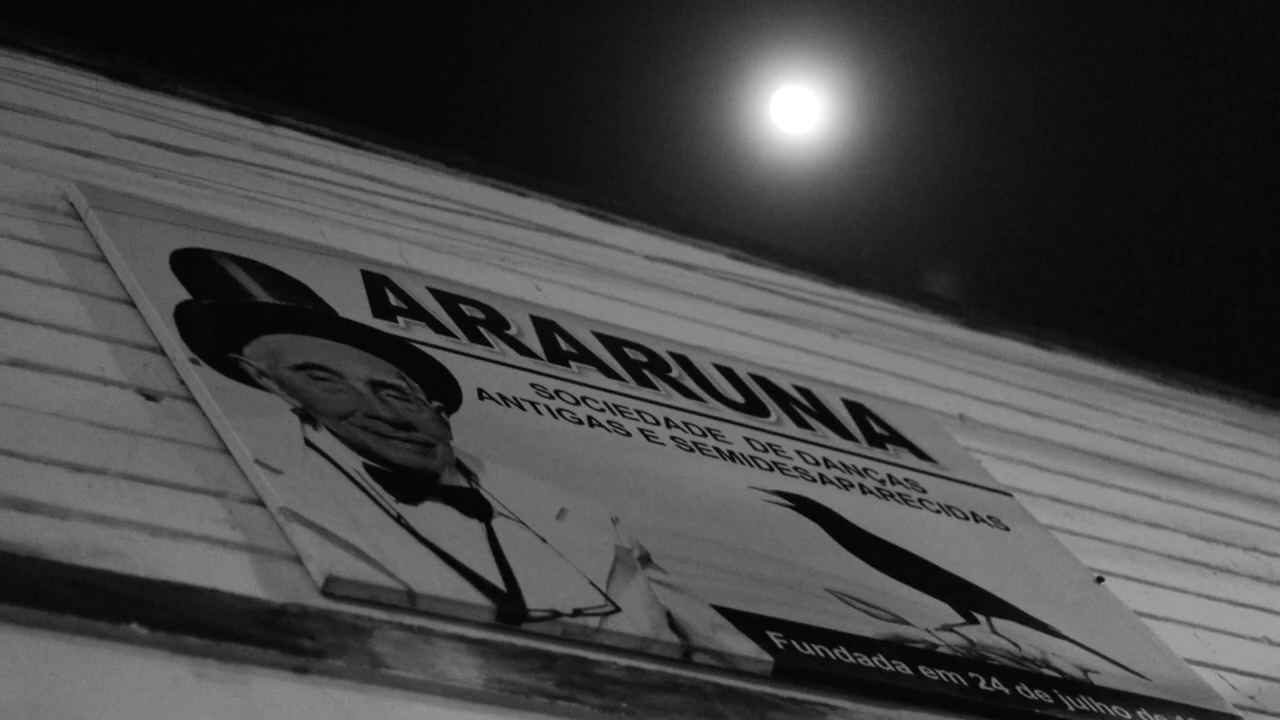 ARARUNA
SOCIEDADE DE DANÇAS
ANTIGAS E SEMIDESAPARECIDAS
Fundada em 24 de julho de